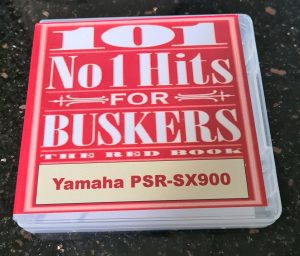 101
No 1 Hits
FOR
BUSKERS
THE RED BOOK
Yamaha PSR-SX900